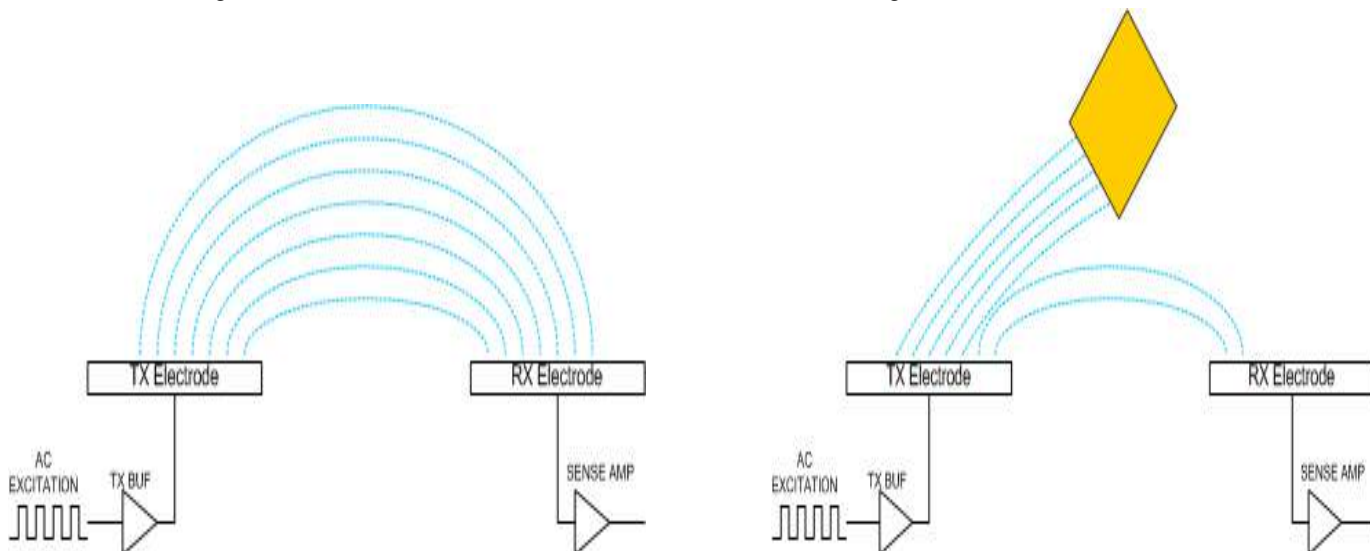 TX Electrode
RX Electrode
AC
EXCITATION
TX BUF
SENSE AMP
TX Electrode
RX Electrode
AC
EXCITATION
TX BUF
SENSE AMP